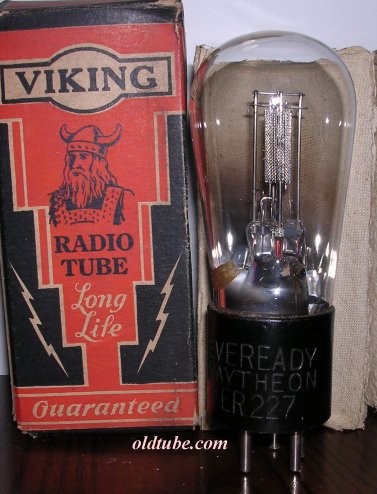 VIKING
RADIO
TUBE
Long
Life
Guaranteed
EVEREADY
RAYTHEON
ER 227
oldtube.com